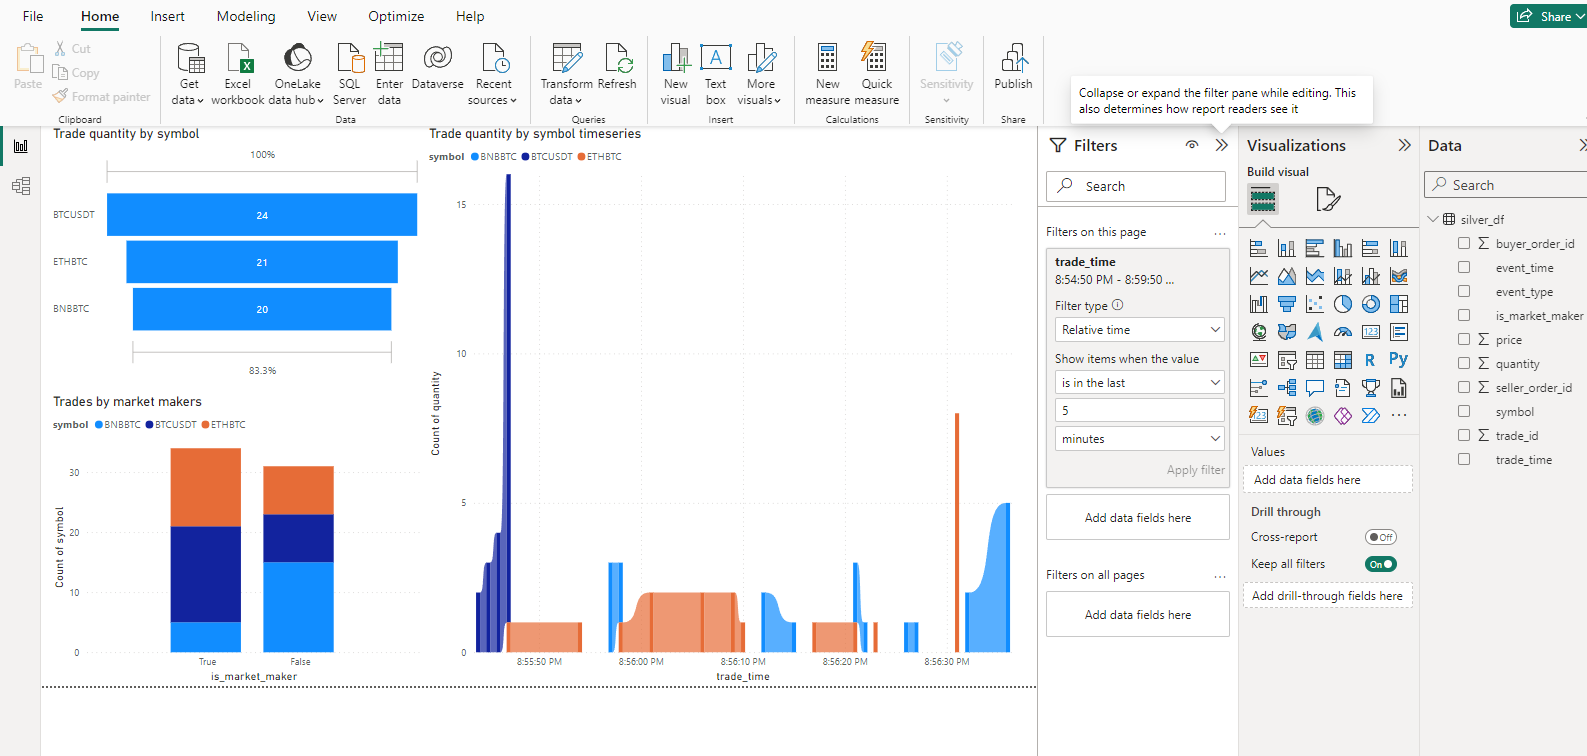 File Home Insert Modeling View Optimize Help
Share
Paste
Cut
Copy
Format painter
Clipboard
Get data
Excel workbook
OneLake data hub
SQL Server
Enter data
Dataverse
Recent sources
Data
Transform data
Refresh
Queries
New visual
Text box
More visuals
Insert
New measure
Quick measure
Calculations
Sensitivity
Sensitivity
Publish
Share
Collapse or expand the filter pane while editing. This
also determines how report readers see it
Trade quantity by symbol
100%
BTCUSDT 24
ETHBTC 21
BNBBTC 20
83.3%
Trades by market makers
symbol BNBBTC BTCUSDT ETHBTC
Count of symbol
30
20
10
0
True False
is_market_maker
Trade quantity by symbol timeseries
symbol BNBBTC BTCUSDT ETHBTC
Count of quantity
15
10
5
0
8:55:50 PM 8:56:00 PM 8:56:10 PM 8:56:20 PM 8:56:30 PM
trade_time
Filters
Search
Filters on this page ...
trade_time
8:54:50 PM - 8:59:50 ...
Filter type
Relative time
Show items when the value
is in the last
5
minutes
Apply filter
Add data fields here
Filters on all pages ...
Add data fields here
Visualizations
Build visual
123
R
Py
123
...
Values
Add data fields here
Drill through
Cross-report Off
Keep all filters On
Add drill-through fields here
Data
Search
silver_df
Σ buyer_order_id
event_time
event_type
is_market_maker
Σ price
Σ quantity
Σ seller_order_id
symbol
Σ trade_id
trade_time